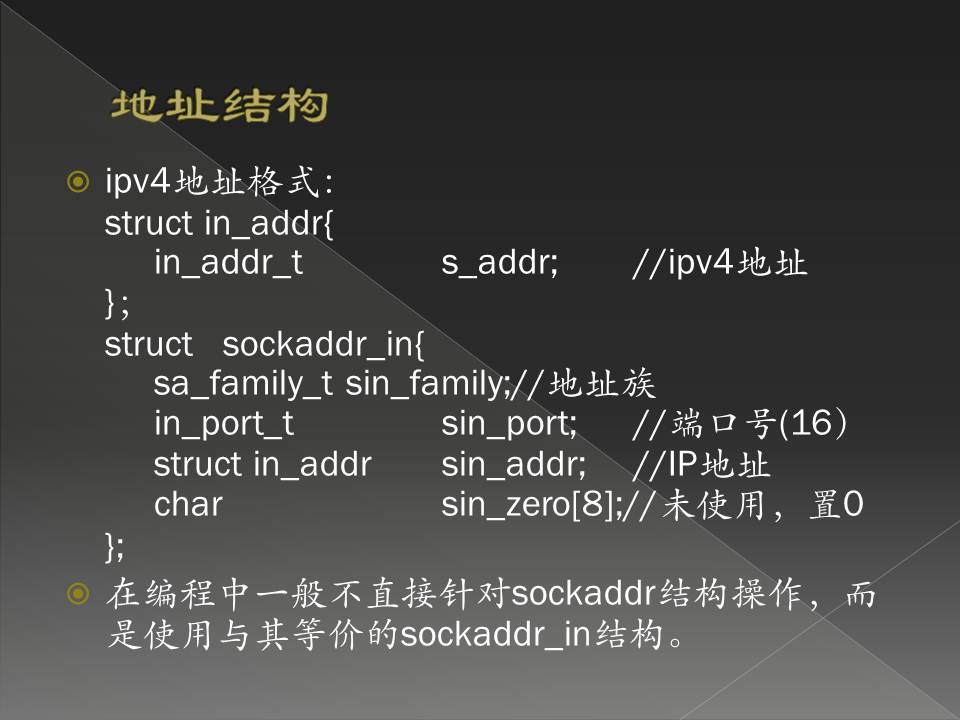 地址结构
ipv4地址格式：
struct in_addr{
in_addr_t s_addr; //ipv4地址
}；
struct sockaddr_in{
sa_family_t sin_family;//地址族
in_port_t sin_port; //端口号(16）
struct in_addr sin_addr; //IP地址
char sin_zero[8];//未使用，置0
};
在编程中一般不直接针对sockaddr结构操作，而
是使用与其等价的sockaddr_in结构。